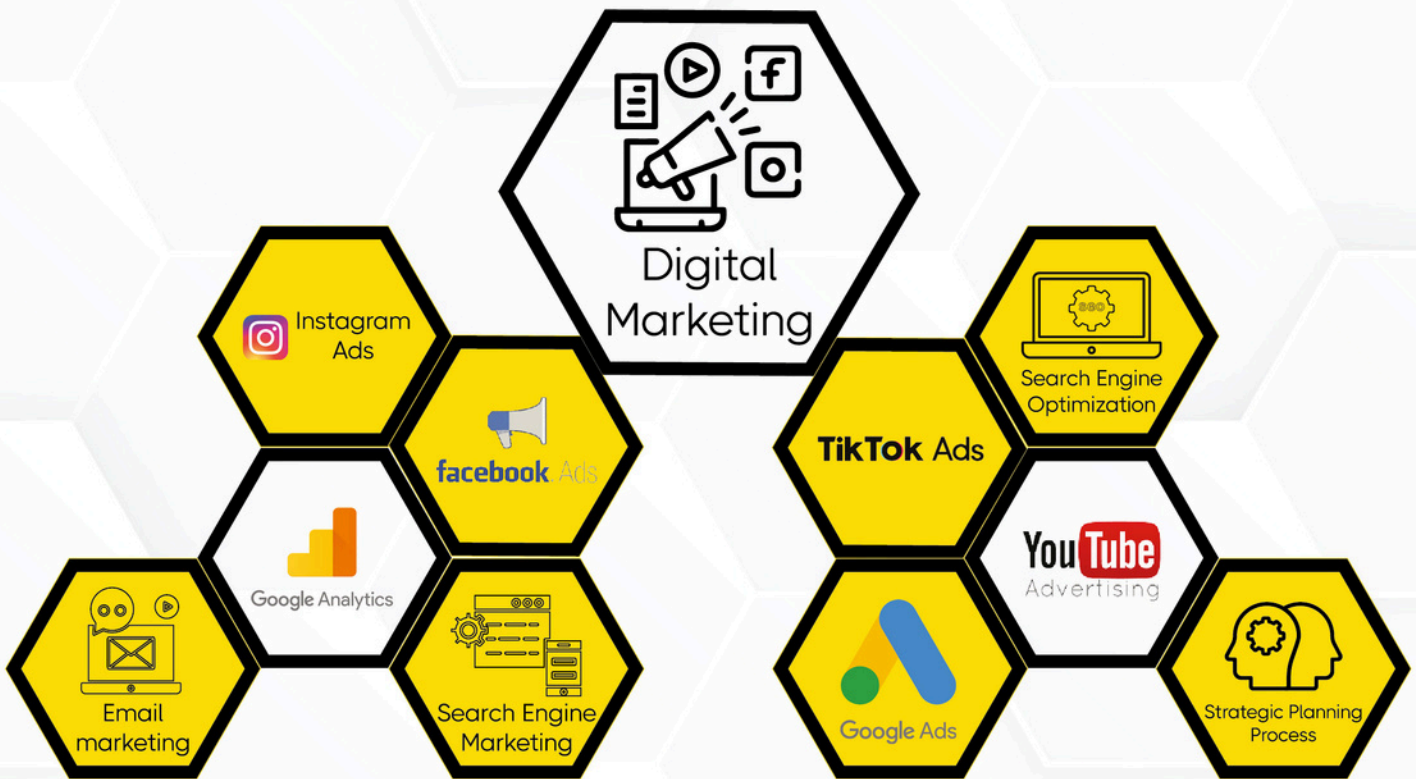 Digital
Marketing
Instagram
Ads
facebook. Ads
Google Analytics
Email
marketing
Search Engine
Marketing
TikTok Ads
seo
Search Engine
Optimization
YouTube
Advertising
Google Ads
Strategic Planning
Process